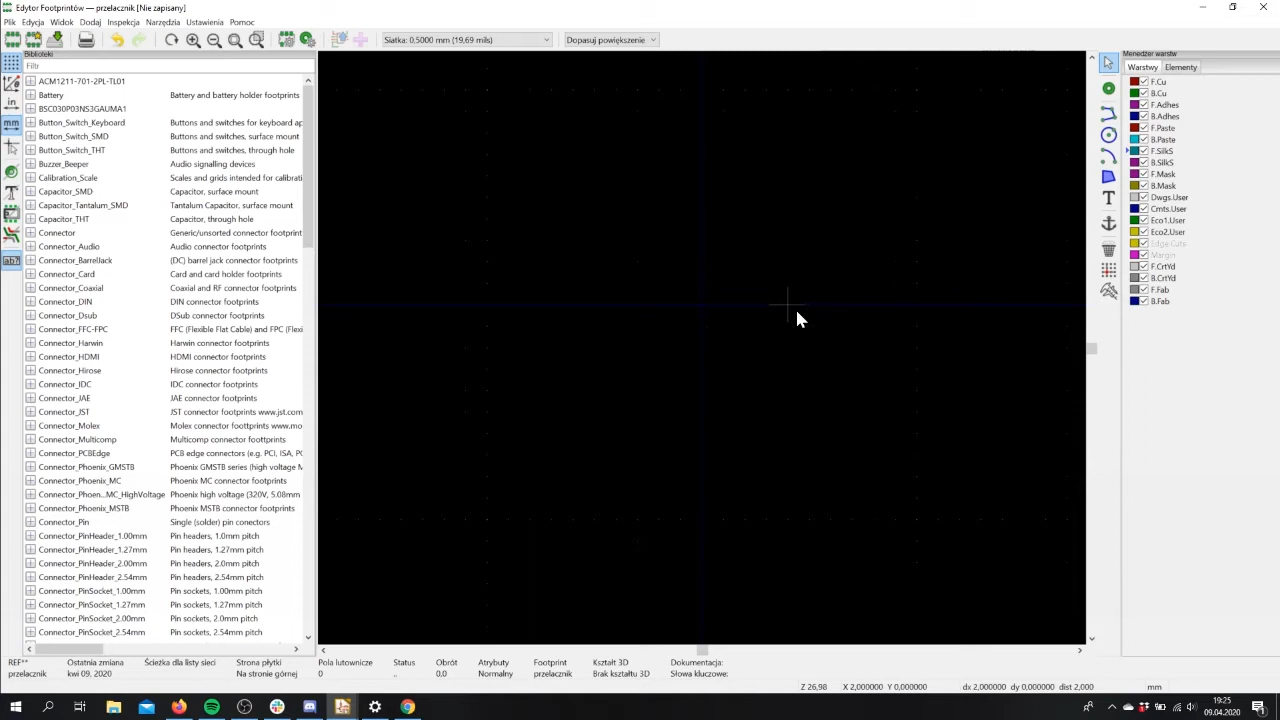 Edytor Footprintów — przelacznik [Nie zapisany]
Plik Edycja Widok Dodaj Inspekcja Narzędzia Ustawienia Pomoc
Siatka: 0.5000 mm (19,69 mils) Dopasuj powiększenie
Biblioteki
Filtr
ACM1211-701-2PL-TL01
Battery Battery and battery holder footprints
BSC030P03NS3GAUMA1
Button_Switch_Keyboard Buttons and switches for keyboard ap
Button_Switch_SMD Buttons and switches, surface mount
Button_Switch_THT Buttons and switches, through hole
Buzzer_Beeper Audio signalling devices
Calibration_Scale Scales and grids intended for calibrati
Capacitor_SMD Capacitor, surface mount
Capacitor_Tantalum_SMD Tantalum Capacitor, surface mount
Capacitor_THT Capacitor, through hole
Connector Generic/unsorted connector footprint
Connector_Audio Audio connector footprints
Connector_BarrelJack (DC) barrel jack connector footprints
Connector_Card Card and card holder footprints
Connector_Coaxial Coaxial and RF connector footprints
Connector_DIN DIN connector footprints
Connector_Dsub DSub connector footprints
Connector_FFC-FPC FFC (Flexible Flat Cable) and FPC (Flexi
Connector_Harwin Harwin connector footprints
Connector_HDMI HDMI connector footprints
Connector_Hirose Hirose connector footprints
Connector_IDC IDC connector footprints
Connector_JAE JAE connector footprints
Connector_JST JST connector footprints www.jst.com
Connector_Molex Molex connector foottprints www.mo
Connector_Multicomp Multicomp connector foottprints
Connector_PCBEdge PCB edge connectors (e.g. PCI, ISA, PC
Connector_Phoenix_GMSTB Phoenix GMSTB series (high voltage M
Connector_Phoenix_MC Phoenix MC connector footprints
Connector_Phoen...MC_HighVoltage Phoenix high voltage (320V, 5.08mm
Connector_Phoenix_MSTB Phoenix MSTB connector footprints
Connector_Pin Single (solder) pin conectors
Connector_PinHeader_1.00mm Pin headers, 1.0mm pitch
Connector_PinHeader_1.27mm Pin headers, 1.27mm pitch
Connector_PinHeader_2.00mm Pin headers, 2.0mm pitch
Connector_PinHeader_2.54mm Pin headers, 2.54mm pitch
Connector_PinSocket_1.00mm Pin sockets, 1.00mm pitch
Connector_PinSocket_1.27mm Pin sockets, 1.27mm pitch
Connector_PinSocket_2.00mm Pin sockets, 2.0mm pitch
Connector_PinSocket_2.54mm Pin sockets, 2.54mm pitch
in
mm
ab?
Menedżer warstw
Warstwy Elementy
F.Cu
B.Cu
F.Adhes
B.Adhes
F.Paste
B.Paste
F.SilkS
B.SilkS
F.Mask
B.Mask
Dwgs.User
Cmts.User
Eco1.User
Eco2.User
Edge.Cuts
Margin
F.CrtYd
B.CrtYd
F.Fab
B.Fab
REF** Ostatnia zmiana Ścieżka dla listy sieci Strona płytki Pola lutownicze Status Obrót Atrybuty Footprint Kształt 3D Dokumentacja:
przelacznik kwi 09, 2020 Na stronie górnej 0 .. 0,0 Normalny przelacznik Brak kształtu 3D Słowa kluczowe:
Z 26,98 X 2,000000 Y 0,000000 dx 2,000000 dy 0,000000 dist 2,000 mm
19:25
09.04.2020